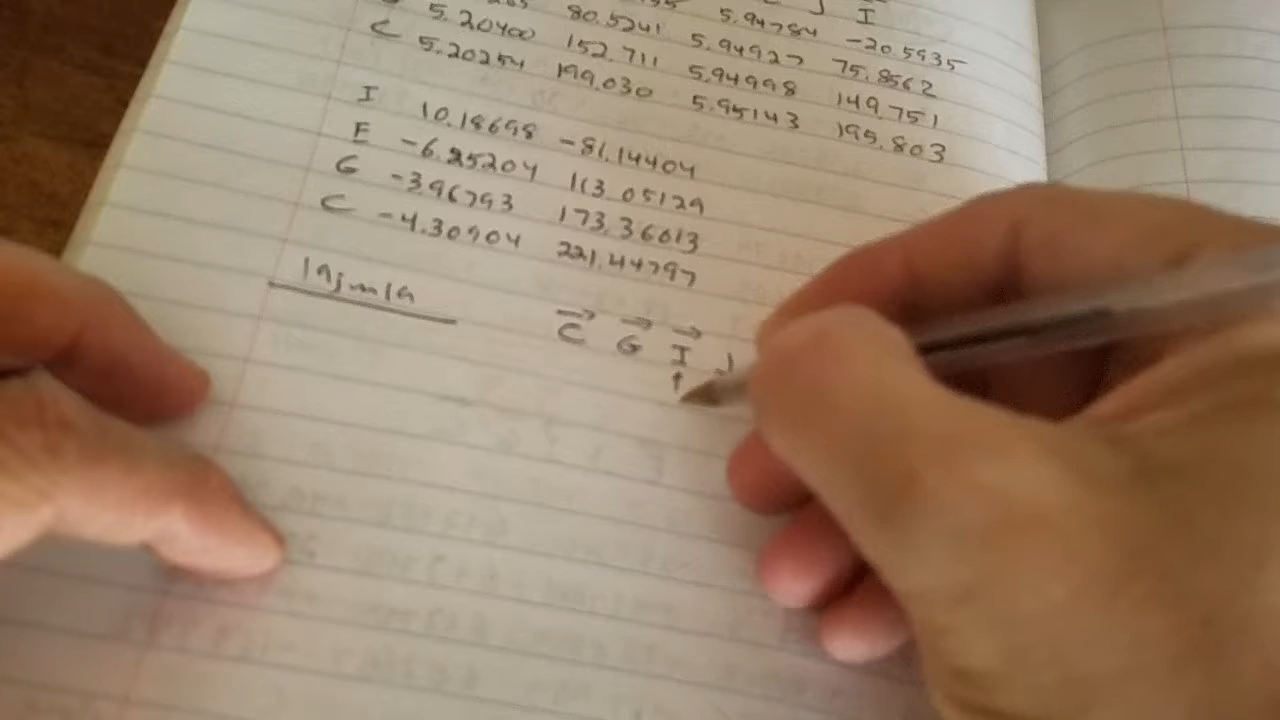 I
5.94784 -20.5935
5.20400 80.5241 5.94927 75.8562
C 5.20254 152.711 5.94998 149.751
199.030 5.95143 195.803
I 10.18698 -81.14404
E -6.25204 113.05129
G -3.96793 173.36013
C -4.30904 221.44797
C G I J